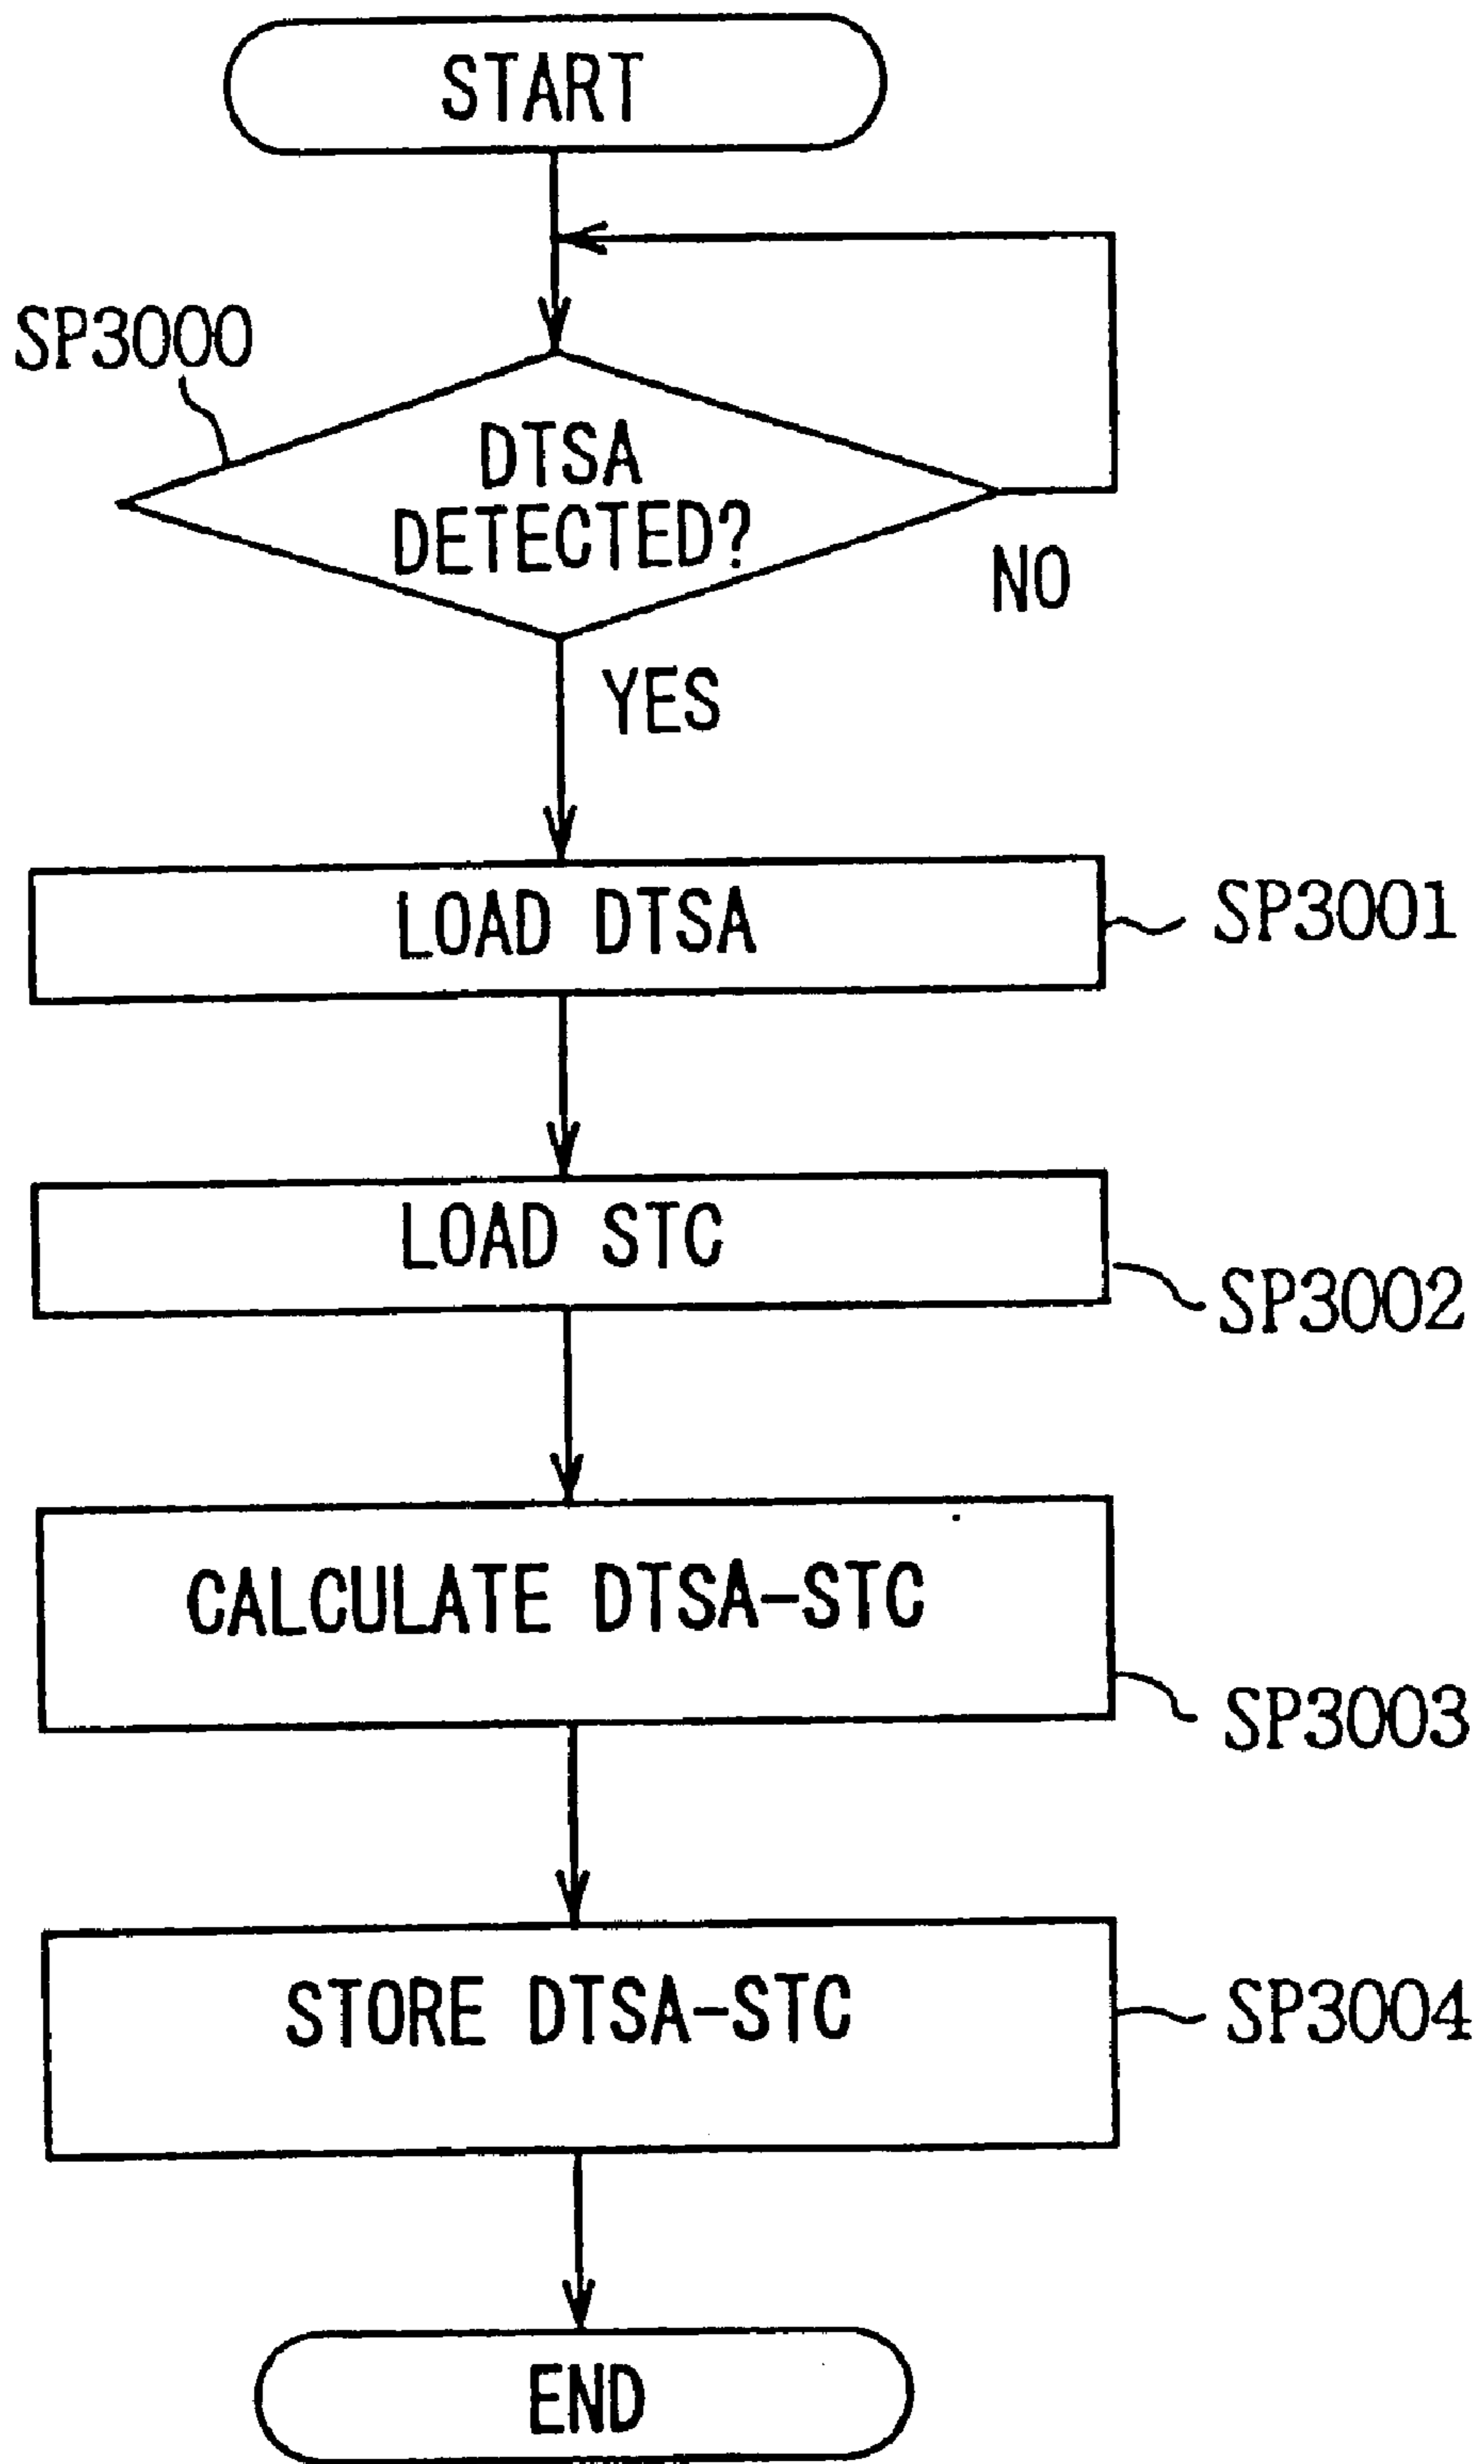 START
SP3000
DTSA
DETECTED?
NO
YES
LOAD DTSA
SP3001
LOAD STC
SP3002
CALCULATE DTSA-STC
SP3003
STORE DTSA-STC
SP3004
END